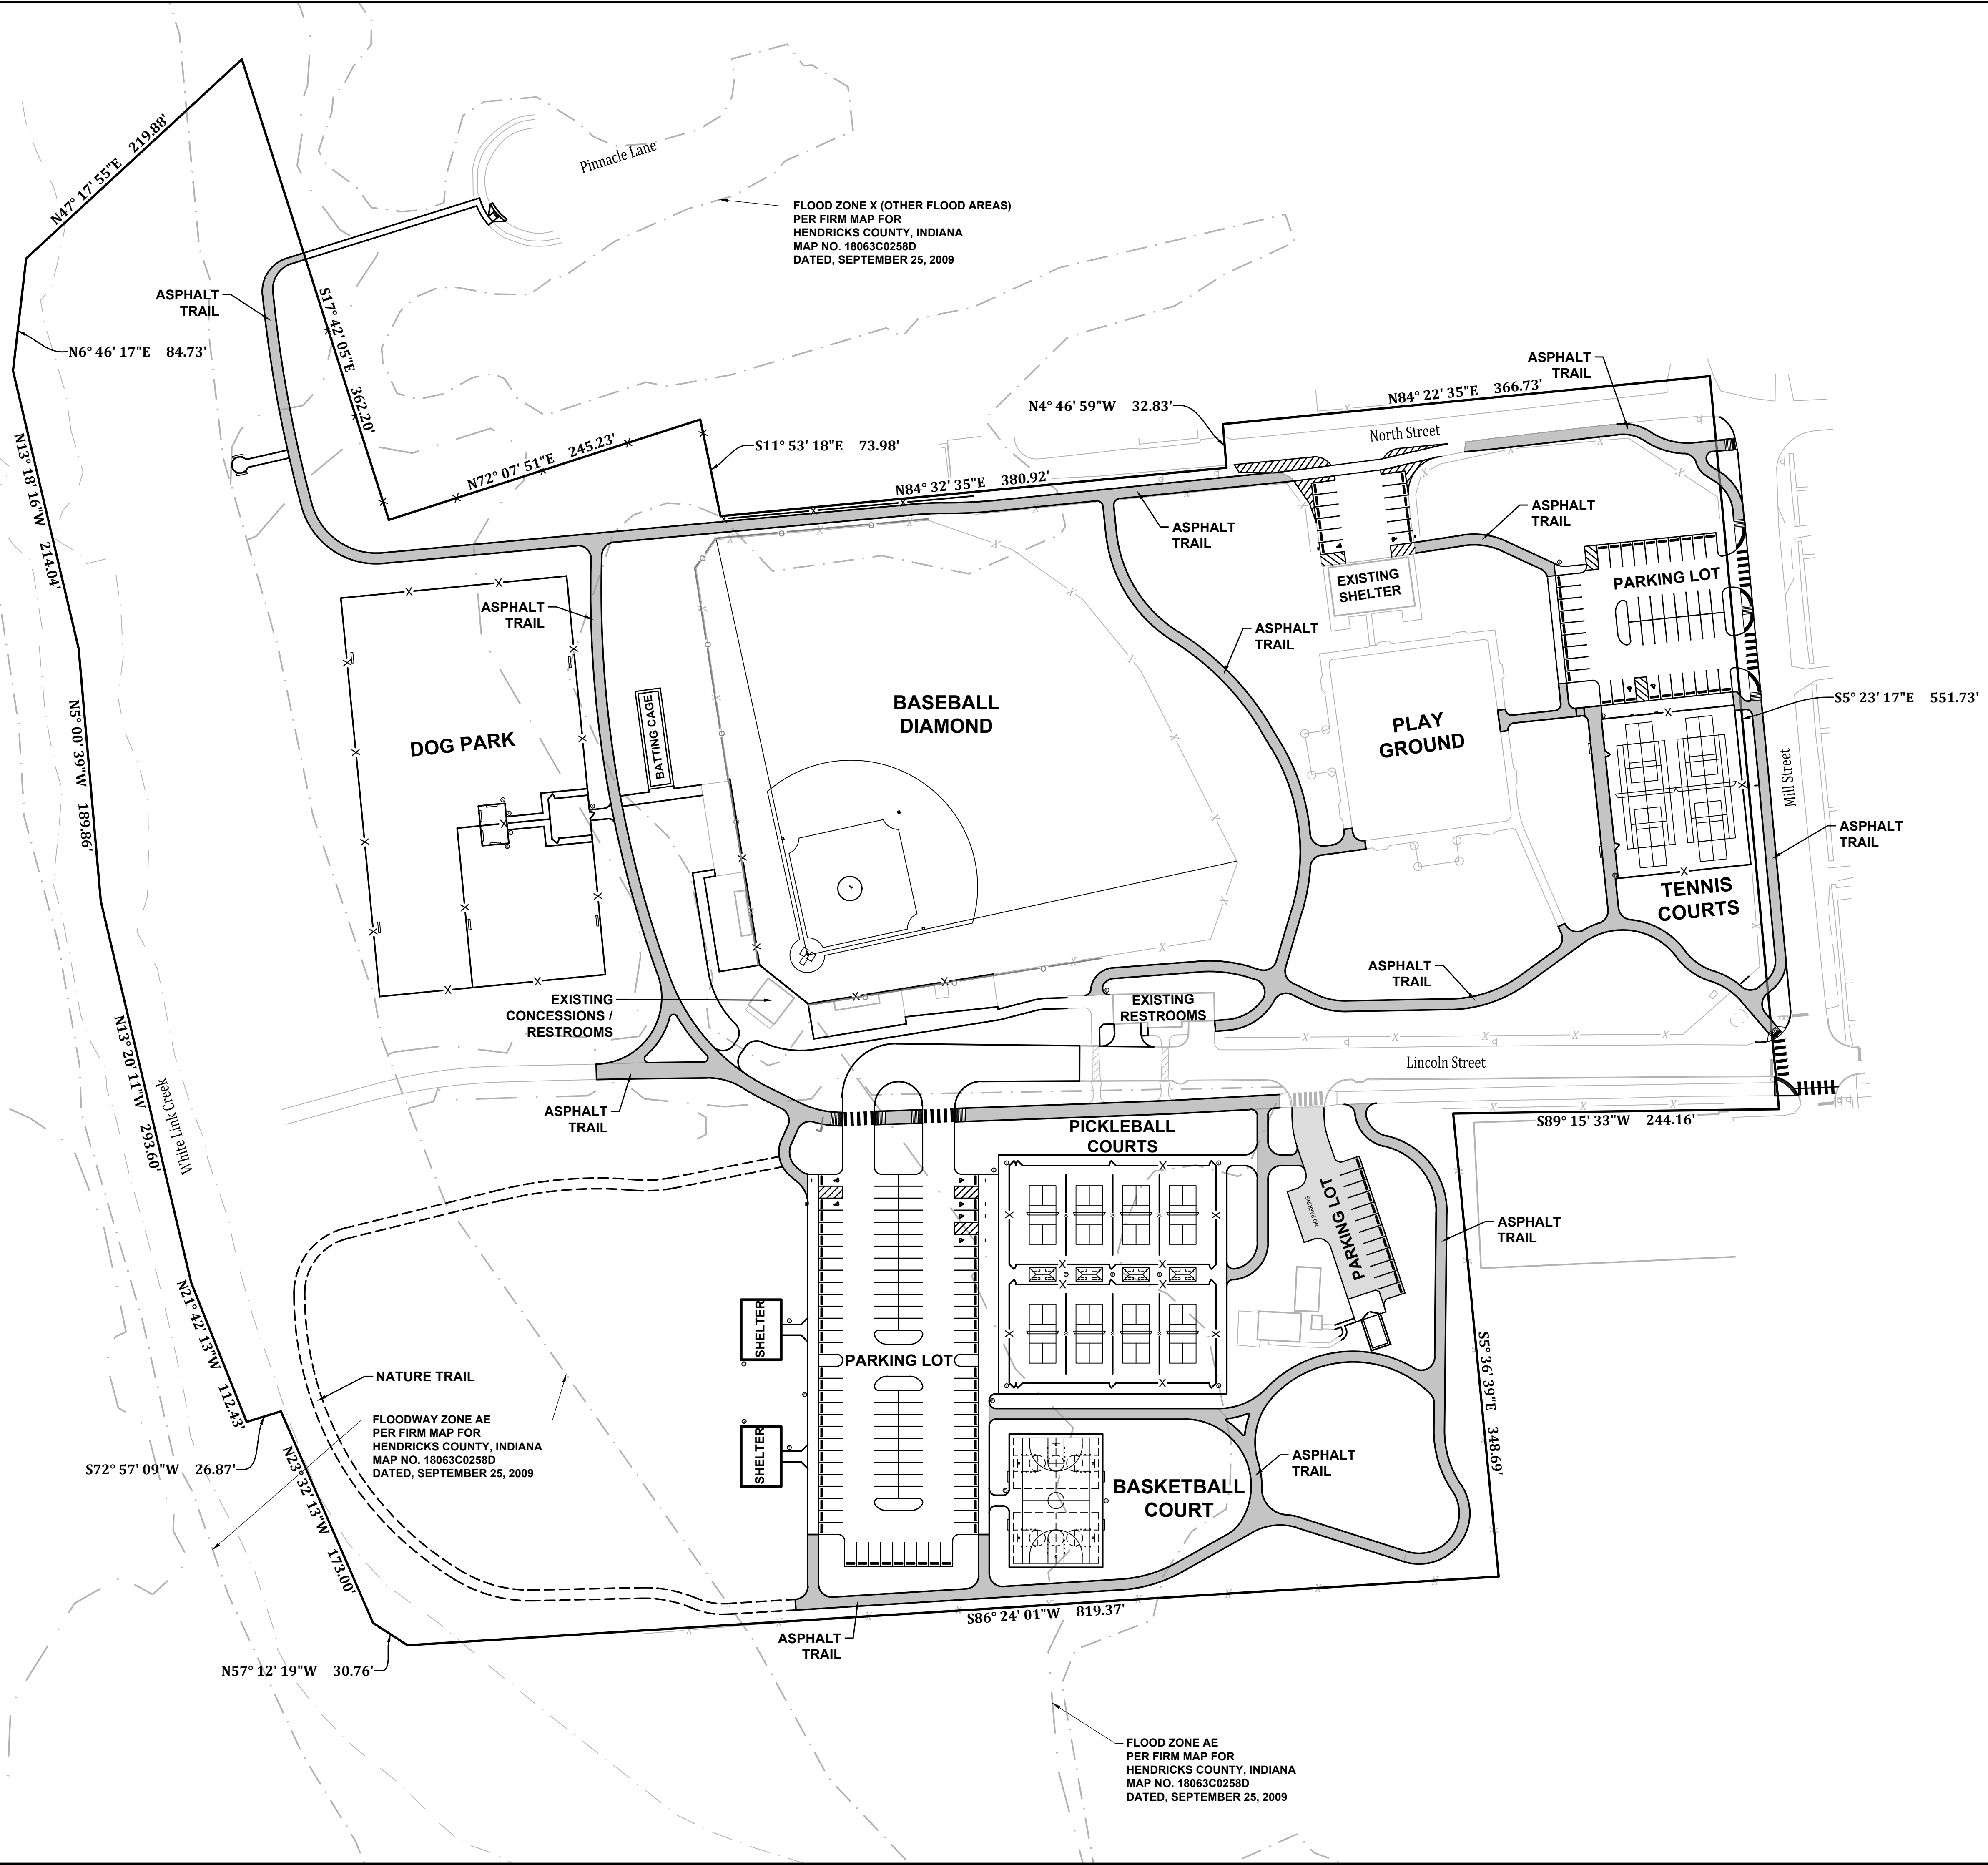 N47° 17' 55"E 219.88'
Pinnacle Lane
FLOOD ZONE X (OTHER FLOOD AREAS)
PER FIRM MAP FOR
HENDRICKS COUNTY, INDIANA
MAP NO. 18063C0258D
DATED, SEPTEMBER 25, 2009
ASPHALT
TRAIL
S17° 42' 05"E 362.20'
N6° 46' 17"E 84.73'
ASPHALT
TRAIL
N84° 22' 35"E 366.73'
N4° 46' 59"W 32.83'
North Street
S11° 53' 18"E 73.98'
N72° 07' 51"E 245.23'
N84° 32' 35"E 380.92'
N13° 18' 16"W 214.04'
ASPHALT
TRAIL
ASPHALT
TRAIL
EXISTING
SHELTER
PARKING LOT
ASPHALT
TRAIL
ASPHALT
TRAIL
S5° 23' 17"E 551.73'
BASEBALL
DIAMOND
PLAY
GROUND
DOG PARK
BATTING CAGE
N5° 00' 39"W 189.86'
Mill Street
ASPHALT
TRAIL
TENNIS
COURTS
ASPHALT
TRAIL
EXISTING
CONCESSIONS /
RESTROOMS
EXISTING
RESTROOMS
Lincoln Street
N13° 20' 11"W 293.60'
White Link Creek
ASPHALT
TRAIL
PICKLEBALL
COURTS
S89° 15' 33"W 244.16'
NO PARKING
PARKING LOT
ASPHALT
TRAIL
N21° 42' 13"W 112.43'
SHELTER
PARKING LOT
S5° 36' 39"E 348.69'
NATURE TRAIL
FLOODWAY ZONE AE
PER FIRM MAP FOR
HENDRICKS COUNTY, INDIANA
MAP NO. 18063C0258D
DATED, SEPTEMBER 25, 2009
SHELTER
ASPHALT
TRAIL
BASKETBALL
COURT
S72° 57' 09"W 26.87'
N23° 32' 13"W 173.00'
S86° 24' 01"W 819.37'
ASPHALT
TRAIL
N57° 12' 19"W 30.76'
FLOOD ZONE AE
PER FIRM MAP FOR
HENDRICKS COUNTY, INDIANA
MAP NO. 18063C0258D
DATED, SEPTEMBER 25, 2009